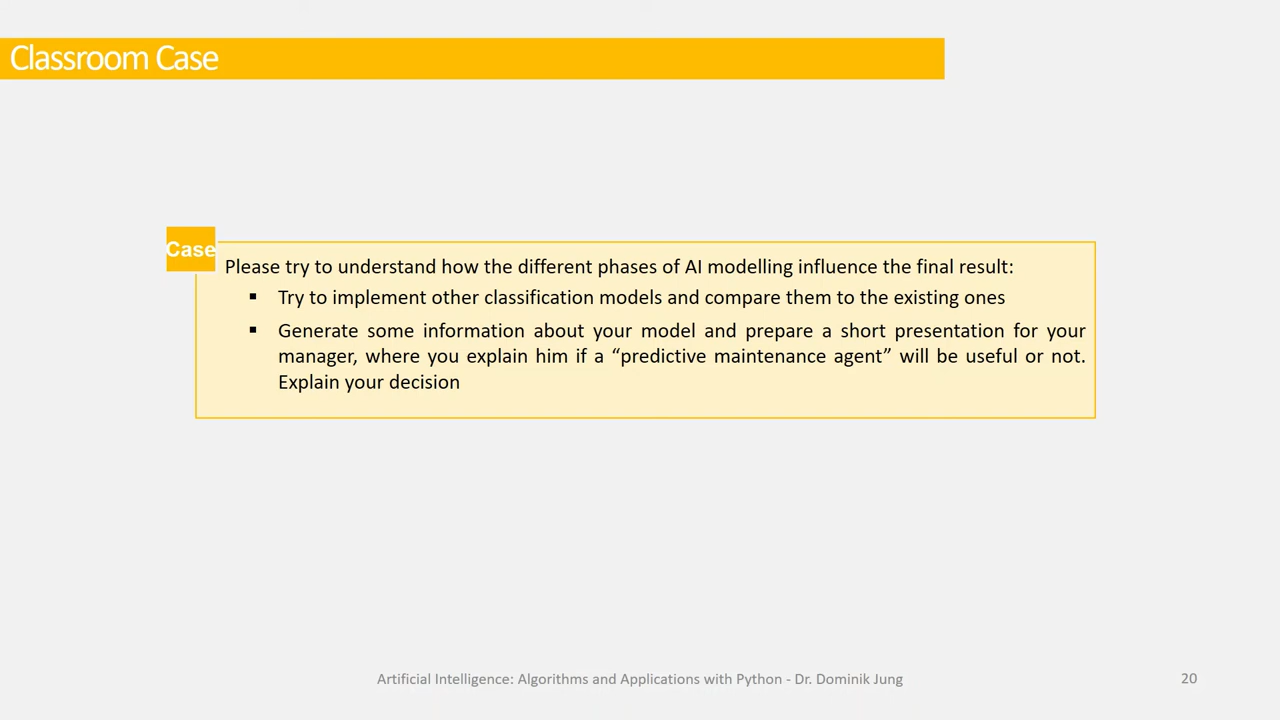 Classroom Case
Case
Please try to understand how the different phases of AI modelling influence the final result:
▪ Try to implement other classification models and compare them to the existing ones
▪ Generate some information about your model and prepare a short presentation for your
manager, where you explain him if a “predictive maintenance agent” will be useful or not.
Explain your decision
Artificial Intelligence: Algorithms and Applications with Python - Dr. Dominik Jung
20